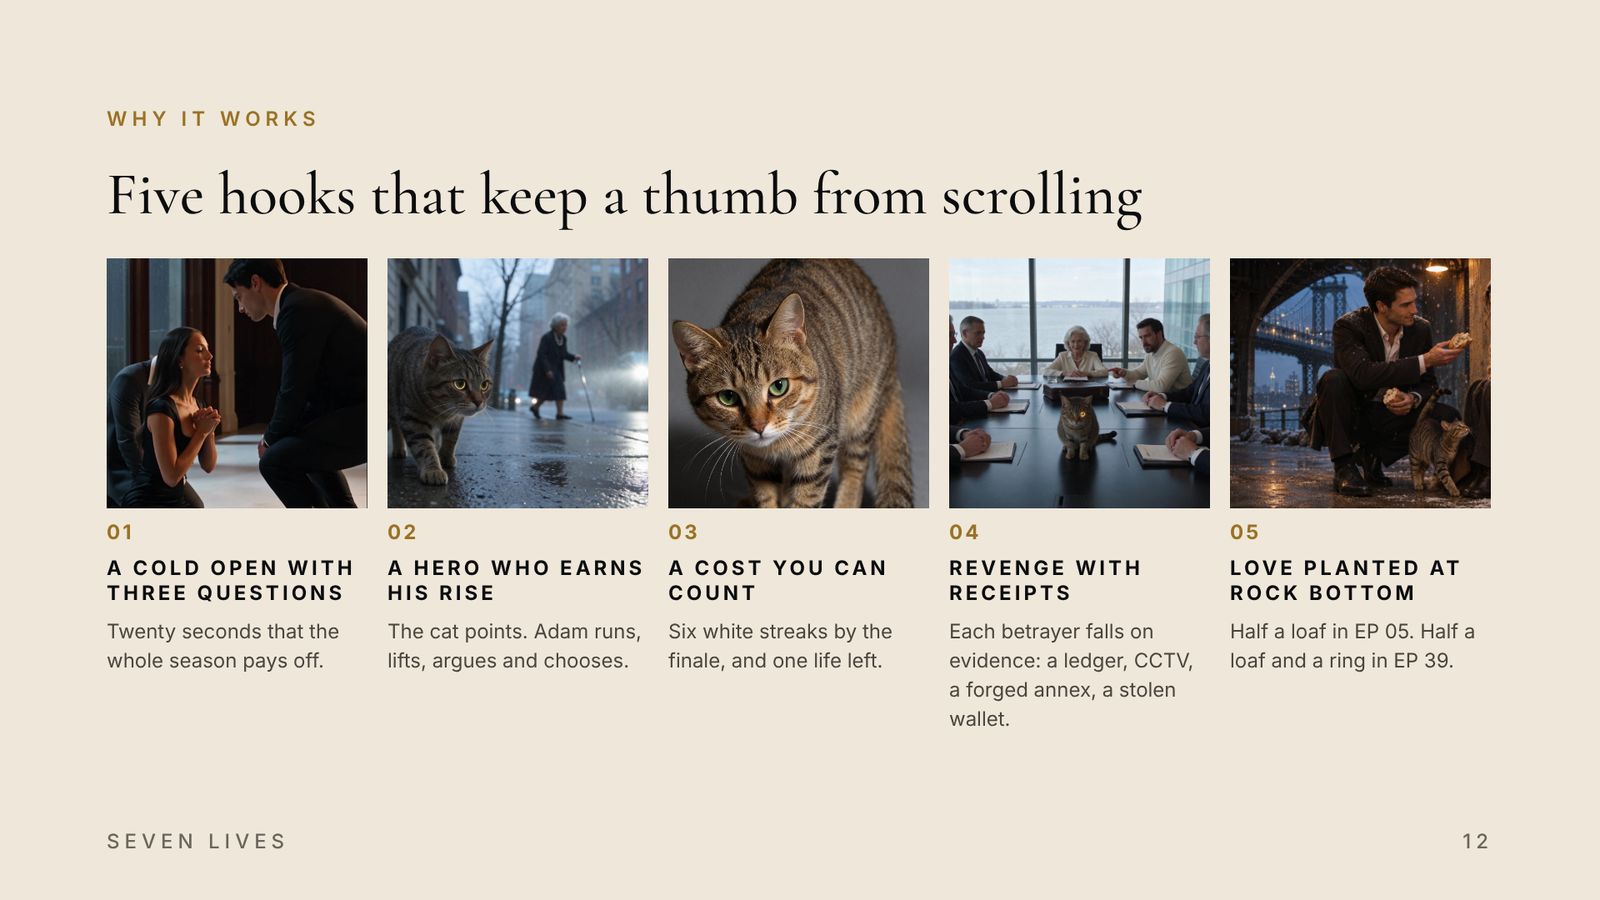 WHY IT WORKS
Five hooks that keep a thumb from scrolling
01
A COLD OPEN WITH
THREE QUESTIONS
Twenty seconds that the
whole season pays off.
02
A HERO WHO EARNS
HIS RISE
The cat points. Adam runs,
lifts, argues and chooses.
03
A COST YOU CAN
COUNT
Six white streaks by the
finale, and one life left.
04
REVENGE WITH
RECEIPTS
Each betrayer falls on
evidence: a ledger, CCTV,
a forged annex, a stolen
wallet.
05
LOVE PLANTED AT
ROCK BOTTOM
Half a loaf in EP 05. Half a
loaf and a ring in EP 39.
SEVEN LIVES
12